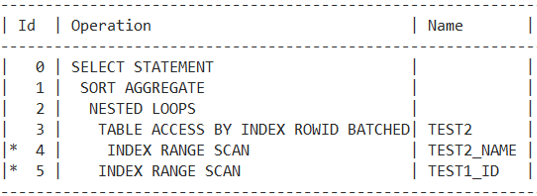 ---------------------------------------------------------------
| Id  | Operation                             | Name       |
---------------------------------------------------------------
|   0 | SELECT STATEMENT                      |            |
|   1 |  SORT AGGREGATE                       |            |
|   2 |   NESTED LOOPS                        |            |
|   3 |    TABLE ACCESS BY INDEX ROWID BATCHED| TEST2      |
|*  4 |     INDEX RANGE SCAN                  | TEST2_NAME |
|*  5 |    INDEX RANGE SCAN                   | TEST1_ID   |
---------------------------------------------------------------